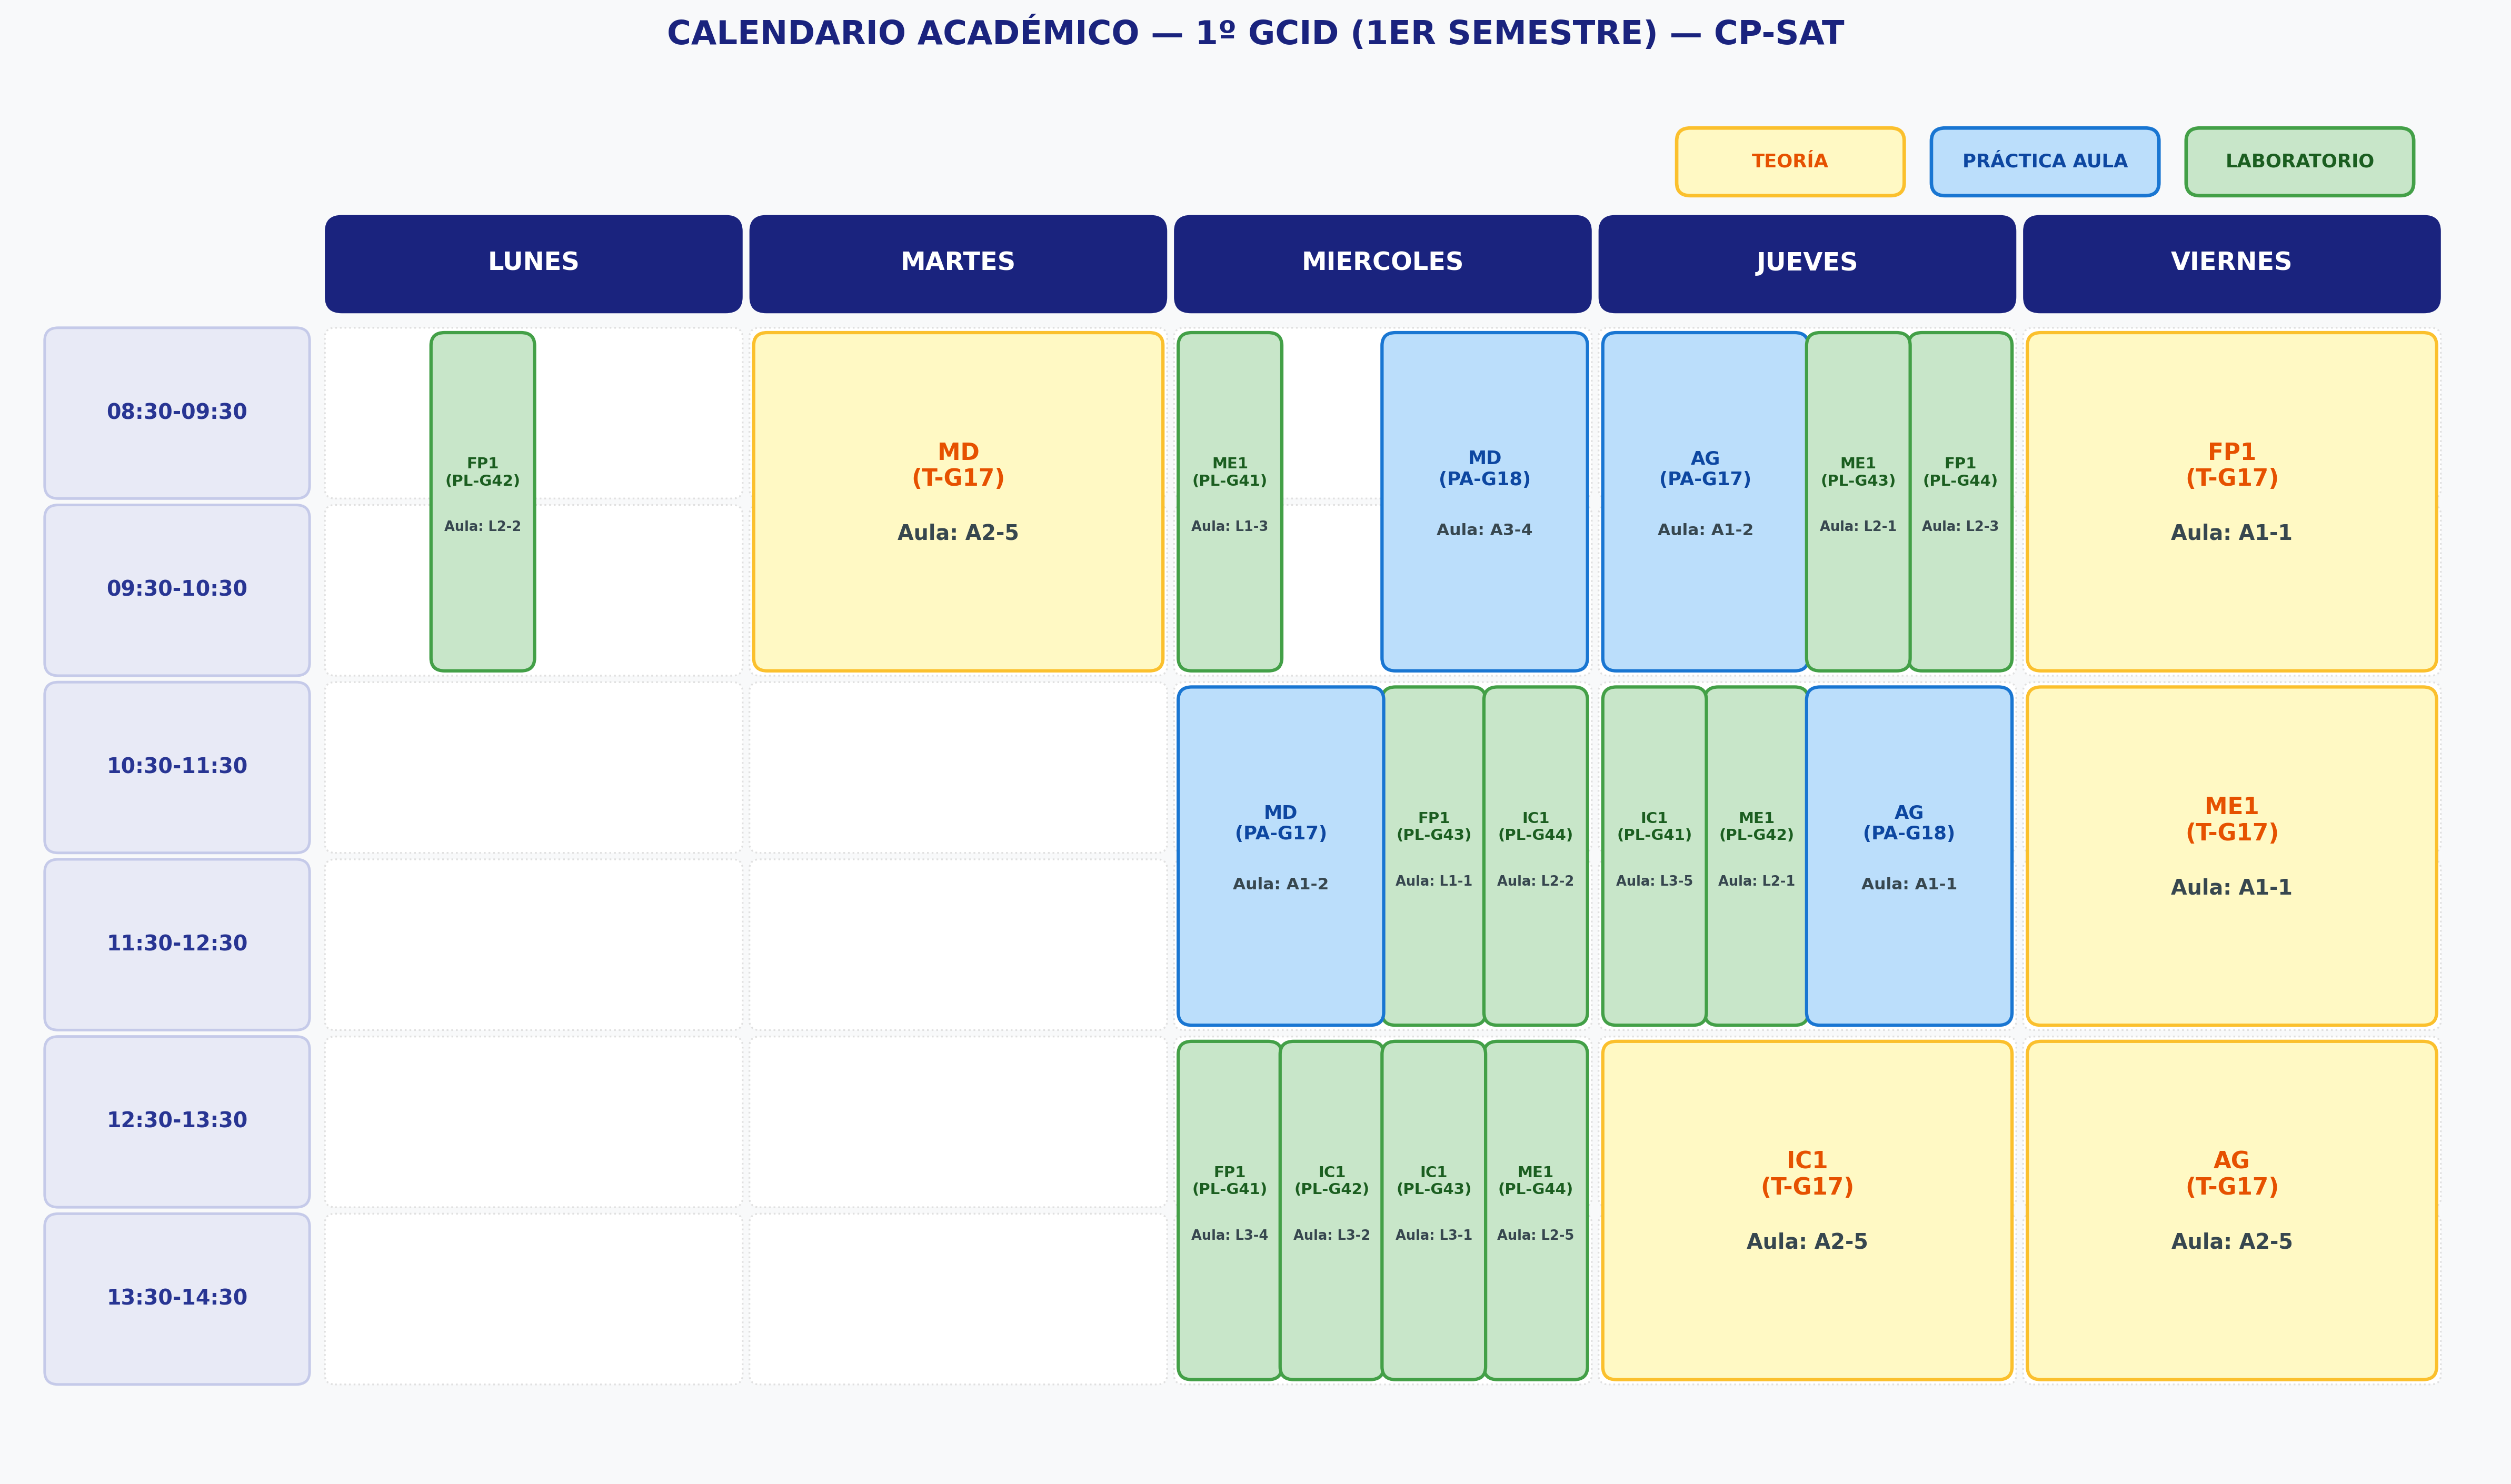 CALENDARIO ACADÉMICO — 1º GCID (1ER SEMESTRE) — CP-SAT
TEORÍA
PRÁCTICA AULA
LABORATORIO
LUNES
MARTES
MIERCOLES
JUEVES
VIERNES
08:30-09:30
09:30-10:30
FP1
(PL-G42)
Aula: L2-2
MD
(T-G17)
Aula: A2-5
ME1
(PL-G41)
Aula: L1-3
MD
(PA-G18)
Aula: A3-4
AG
(PA-G17)
Aula: A1-2
ME1
(PL-G43)
Aula: L2-1
FP1
(PL-G44)
Aula: L2-3
FP1
(T-G17)
Aula: A1-1
10:30-11:30
11:30-12:30
MD
(PA-G17)
Aula: A1-2
FP1
(PL-G43)
Aula: L1-1
IC1
(PL-G44)
Aula: L2-2
IC1
(PL-G41)
Aula: L3-5
ME1
(PL-G42)
Aula: L2-1
AG
(PA-G18)
Aula: A1-1
ME1
(T-G17)
Aula: A1-1
12:30-13:30
13:30-14:30
FP1
(PL-G41)
Aula: L3-4
IC1
(PL-G42)
Aula: L3-2
IC1
(PL-G43)
Aula: L3-1
ME1
(PL-G44)
Aula: L2-5
IC1
(T-G17)
Aula: A2-5
AG
(T-G17)
Aula: A2-5